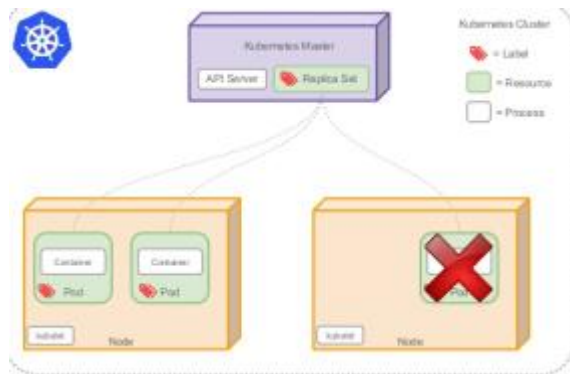 Kubernetes Cluster
Kubernetes Master
= Label
API Server
Replica Set
= Resource
= Process
Container
Container
Pod
Pod
kubelet
Node
kubelet
Node